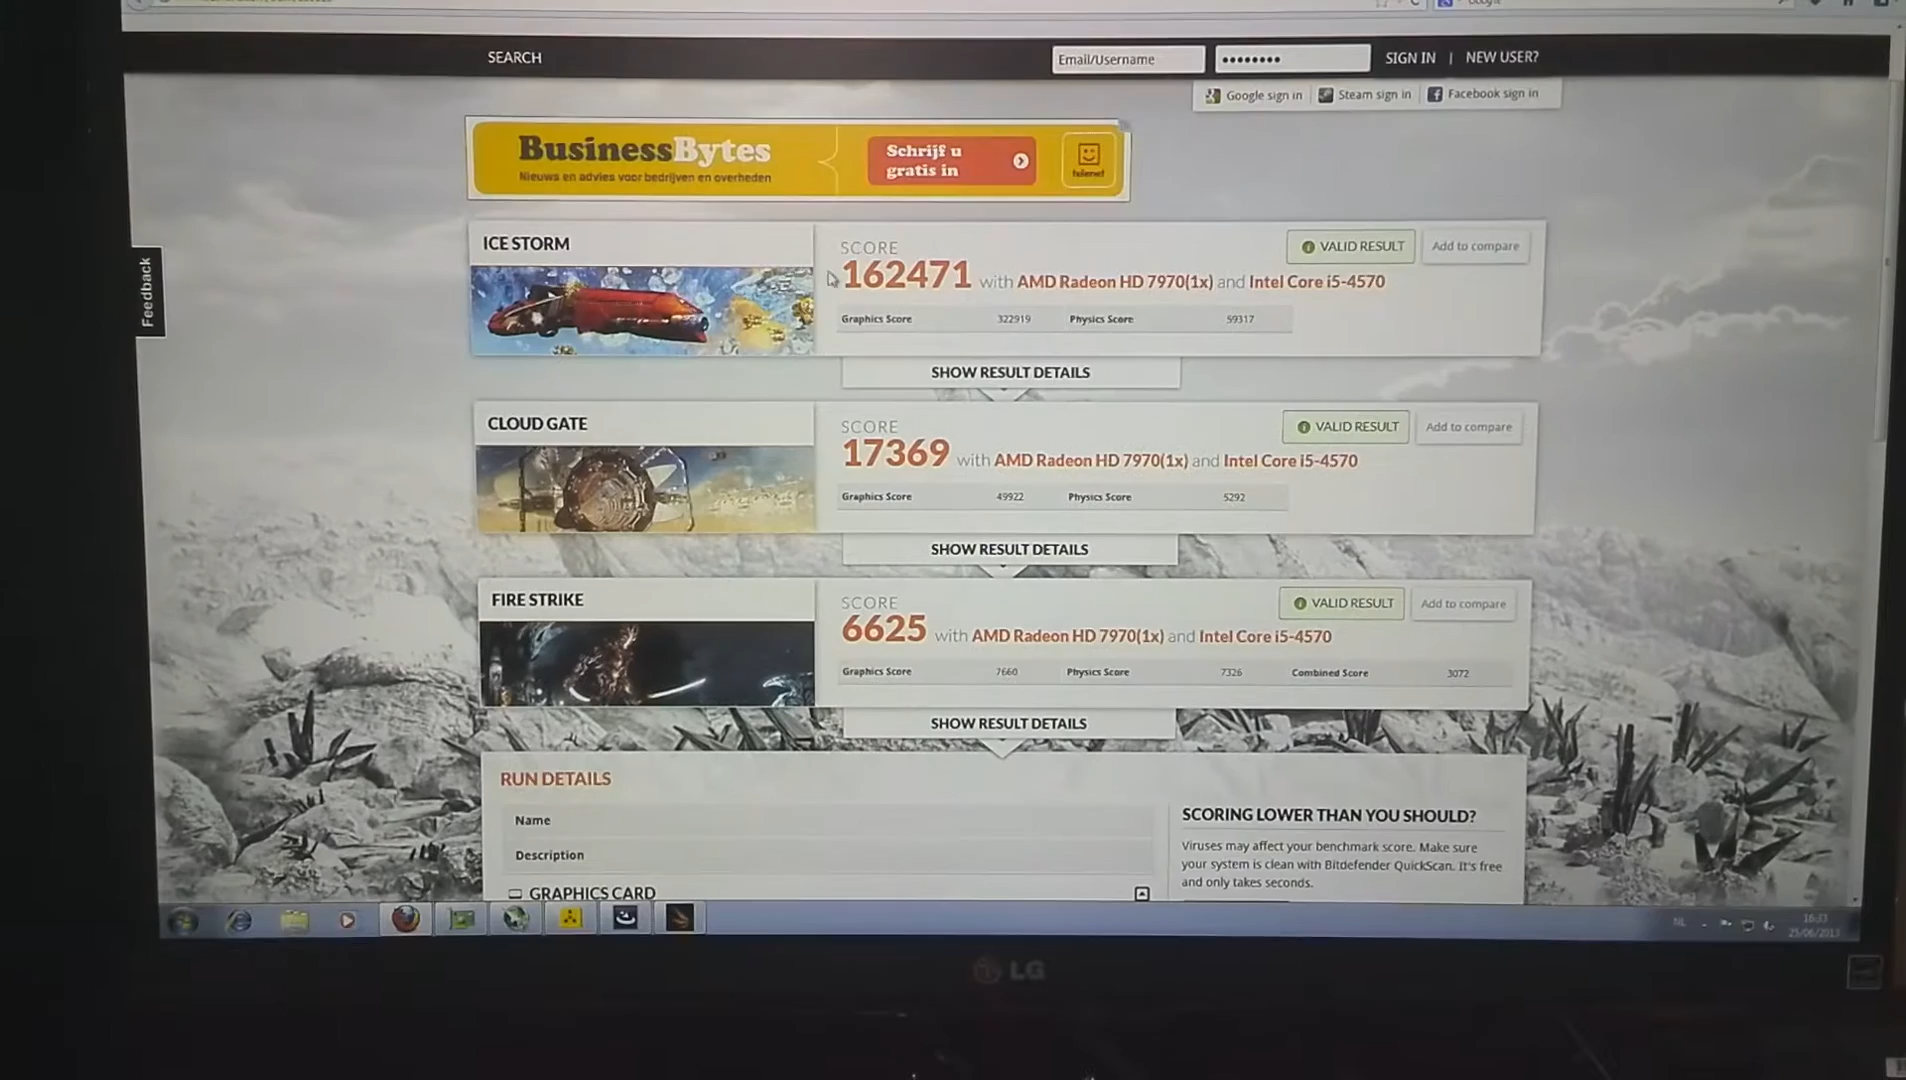 SEARCH
Email/Username
••••••••
SIGN IN | NEW USER?
Google sign in
Steam sign in
Facebook sign in
Feedback
BusinessBytes
Nieuws en advies voor bedrijven en overheden
Schrijf u
gratis in
telenet
ICE STORM
SCORE
162471 with AMD Radeon HD 7970(1x) and Intel Core i5-4570
VALID RESULT
Add to compare
Graphics Score 322919 Physics Score 59317
SHOW RESULT DETAILS
CLOUD GATE
SCORE
17369 with AMD Radeon HD 7970(1x) and Intel Core i5-4570
VALID RESULT
Add to compare
Graphics Score 49922 Physics Score 5292
SHOW RESULT DETAILS
FIRE STRIKE
SCORE
6625 with AMD Radeon HD 7970(1x) and Intel Core i5-4570
VALID RESULT
Add to compare
Graphics Score 7660 Physics Score 7326 Combined Score 3072
SHOW RESULT DETAILS
RUN DETAILS
Name
Description
GRAPHICS CARD
SCORING LOWER THAN YOU SHOULD?
Viruses may affect your benchmark score. Make sure
your system is clean with Bitdefender QuickScan. It's free
and only takes seconds.
NL
16:33
25/06/2013
LG